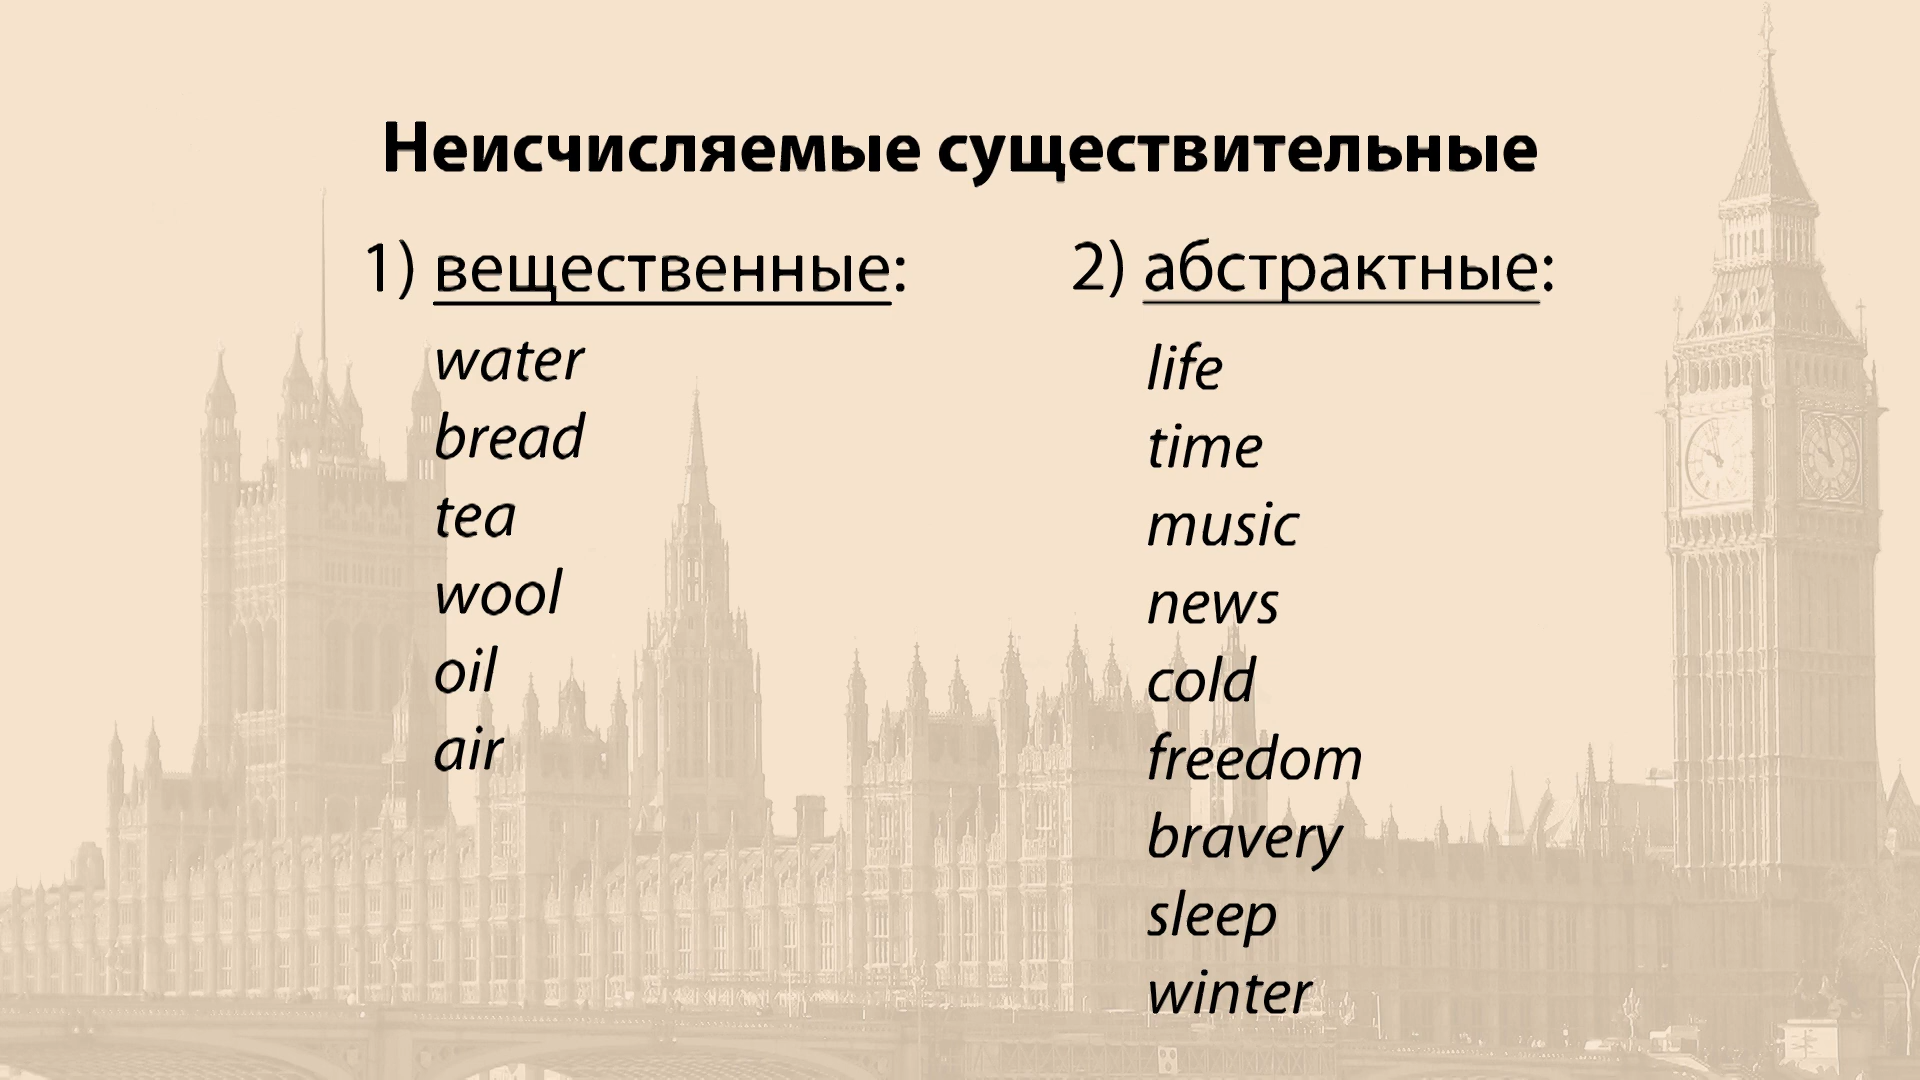 Неисчисляемые существительные
1) вещественные:
water
bread
tea
wool
oil
air
2) абстрактные:
life
time
music
news
cold
freedom
bravery
sleep
winter